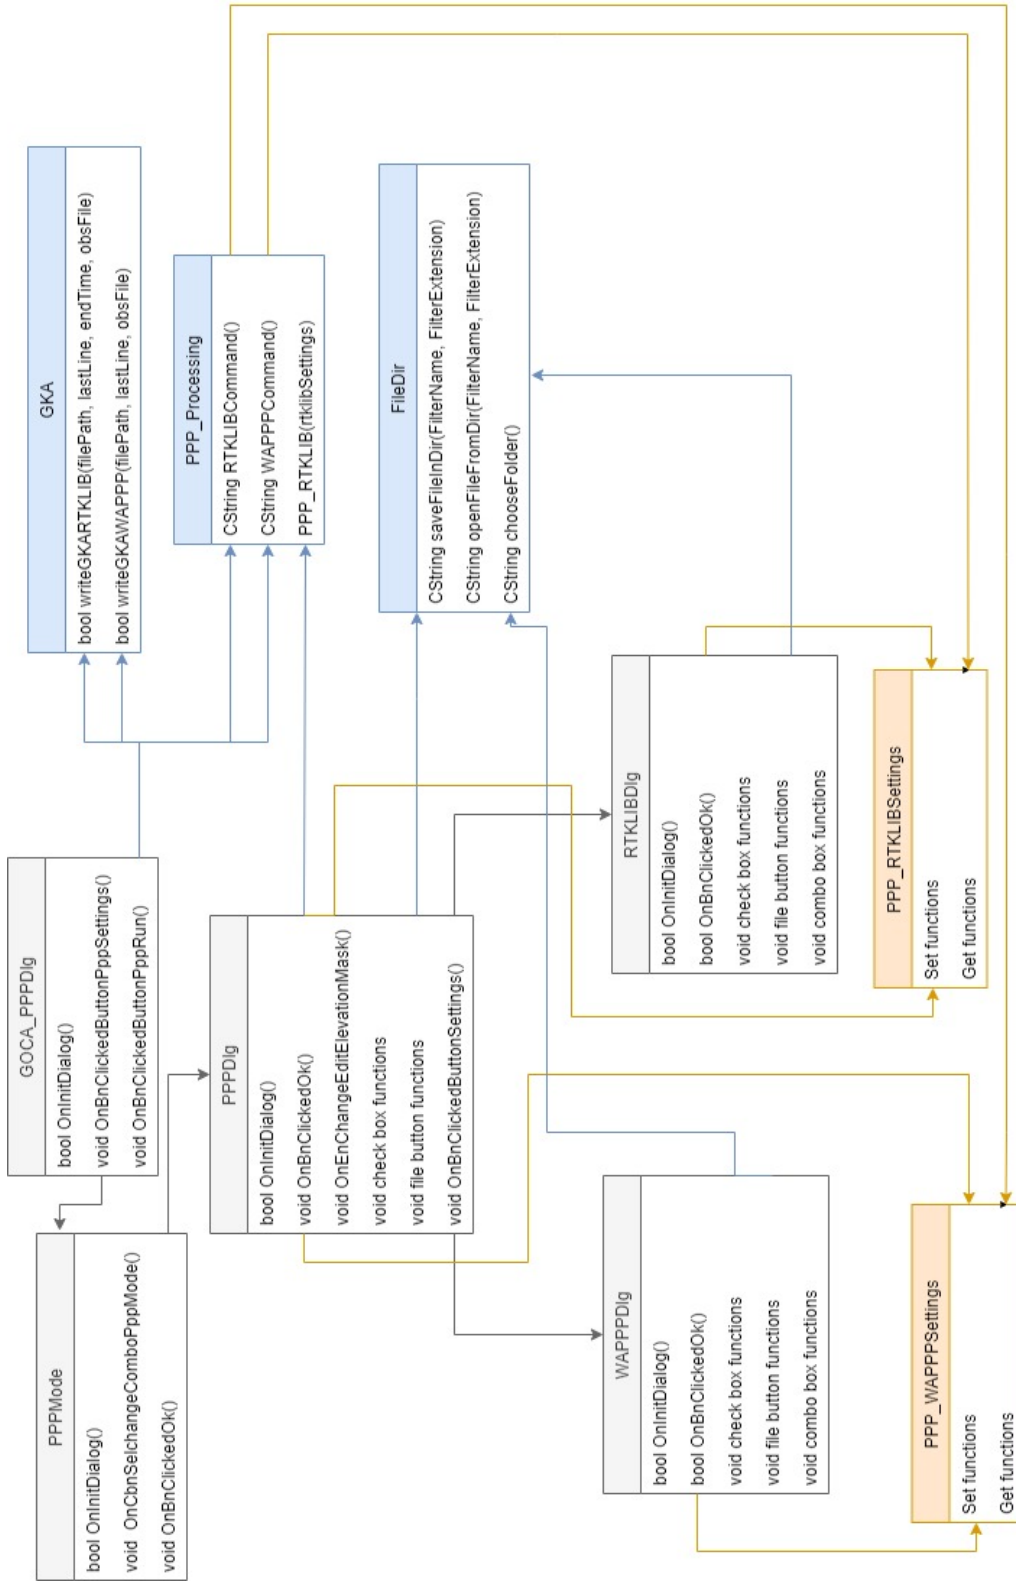 PPPMode
bool OnInitDialog()
void OnCbnSelchangeComboPppMode()
void OnBnClickedOk()
GOCA_PPPDlg
bool OnInitDialog()
void OnBnClickedButtonPppSettings()
void OnBnClickedButtonPppRun()
GKA
bool writeGKARTKLIB(filePath, lastLine, endTime, obsFile)
bool writeGKAWAPPP(filePath, lastLine, obsFile)
PPP_Processing
CString RTKLIBCommand()
CString WAPPPCommand()
PPP_RTKLIB(rtklibSettings)
PPPDlg
bool OnInitDialog()
void OnBnClickedOk()
void OnEnChangeEditElevationMask()
void check box functions
void file button functions
void OnBnClickedButtonSettings()
FileDir
CString saveFileInDir(FilterName, FilterExtension)
CString openFileFromDir(FilterName, FilterExtension)
CString chooseFolder()
WAPPPDlg
bool OnInitDialog()
bool OnBnClickedOk()
void check box functions
void file button functions
void combo box functions
RTKLIBDlg
bool OnInitDialog()
bool OnBnClickedOk()
void check box functions
void file button functions
void combo box functions
PPP_WAPPPSettings
Set functions
Get functions
PPP_RTKLIBSettings
Set functions
Get functions